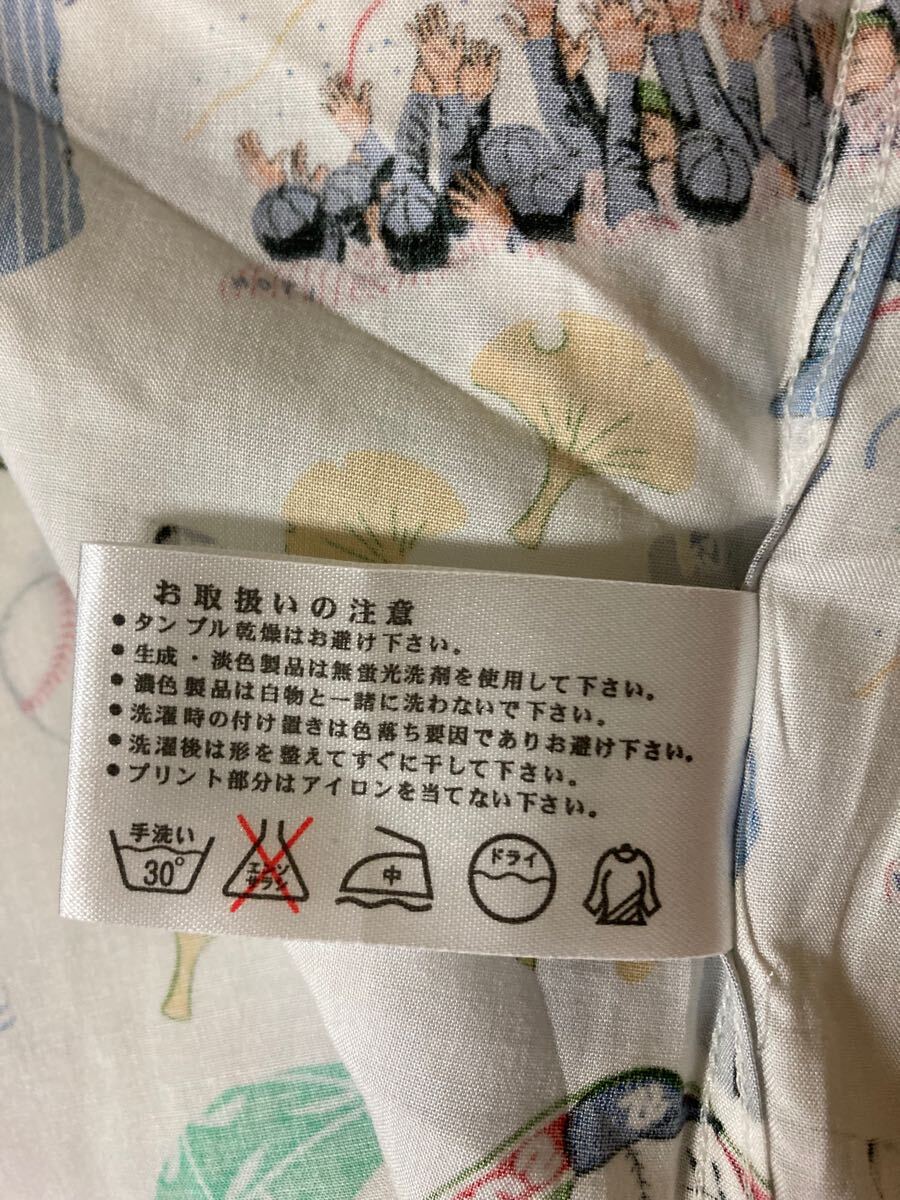 お取扱いの注意
●タンブル乾燥はお避け下さい。
●生成・淡色製品は無蛍光洗剤を使用して下さい。
●濃色製品は白物と一諸に洗わないで下さい。
●洗濯時の付け置きは色落ち要因でありお避け下さい。
●洗濯後は形を整えてすぐに干して下さい。
●プリント部分はアイロンを当てない下さい。
手洗い
30°
エンソ
サラシ
中
ドライ